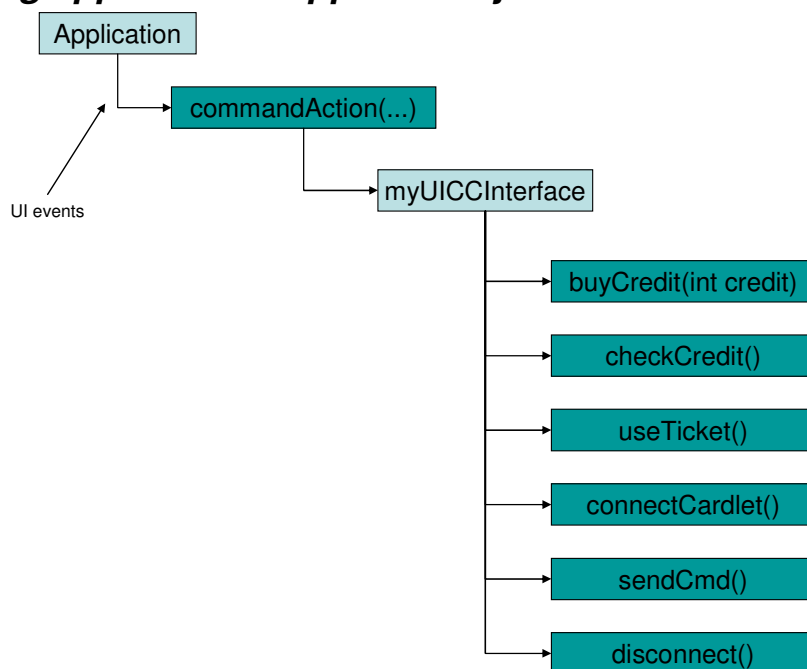 Application
commandAction(...)
myUICCInterface
UI events
buyCredit(int credit)
checkCredit()
useTicket()
connectCardlet()
sendCmd()
disconnect()